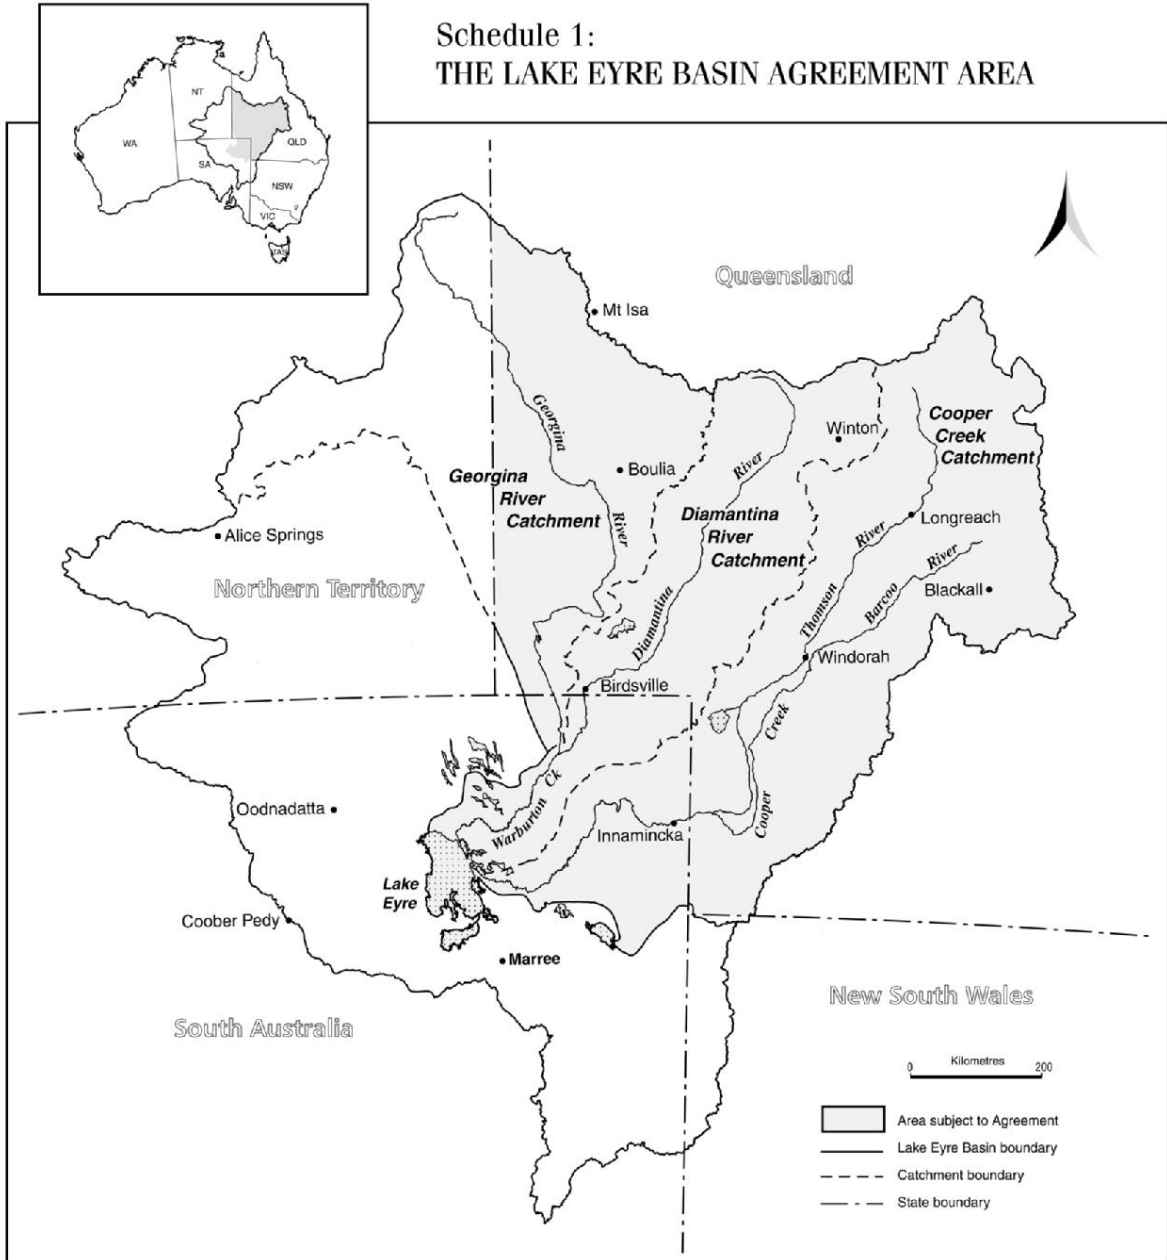 Schedule 1:
THE LAKE EYRE BASIN AGREEMENT AREA
NT
WA
QLD
SA
NSW
VIC
TAS
Queensland
Mt Isa
Georgina
River
Cooper
Creek
Catchment
Winton
Boulia
River
Georgina
River
Catchment
Diamantina
River
Catchment
Longreach
River
River
Alice Springs
Northern Territory
Blackall
Thomson
Barcoo
Diamantina
Windorah
Birdsville
Creek
Warburton Ck
Oodnadatta
Innamincka
Cooper
Lake
Eyre
Coober Pedy
Marree
New South Wales
South Australia
Kilometres
0 200
Area subject to Agreement
Lake Eyre Basin boundary
Catchment boundary
State boundary